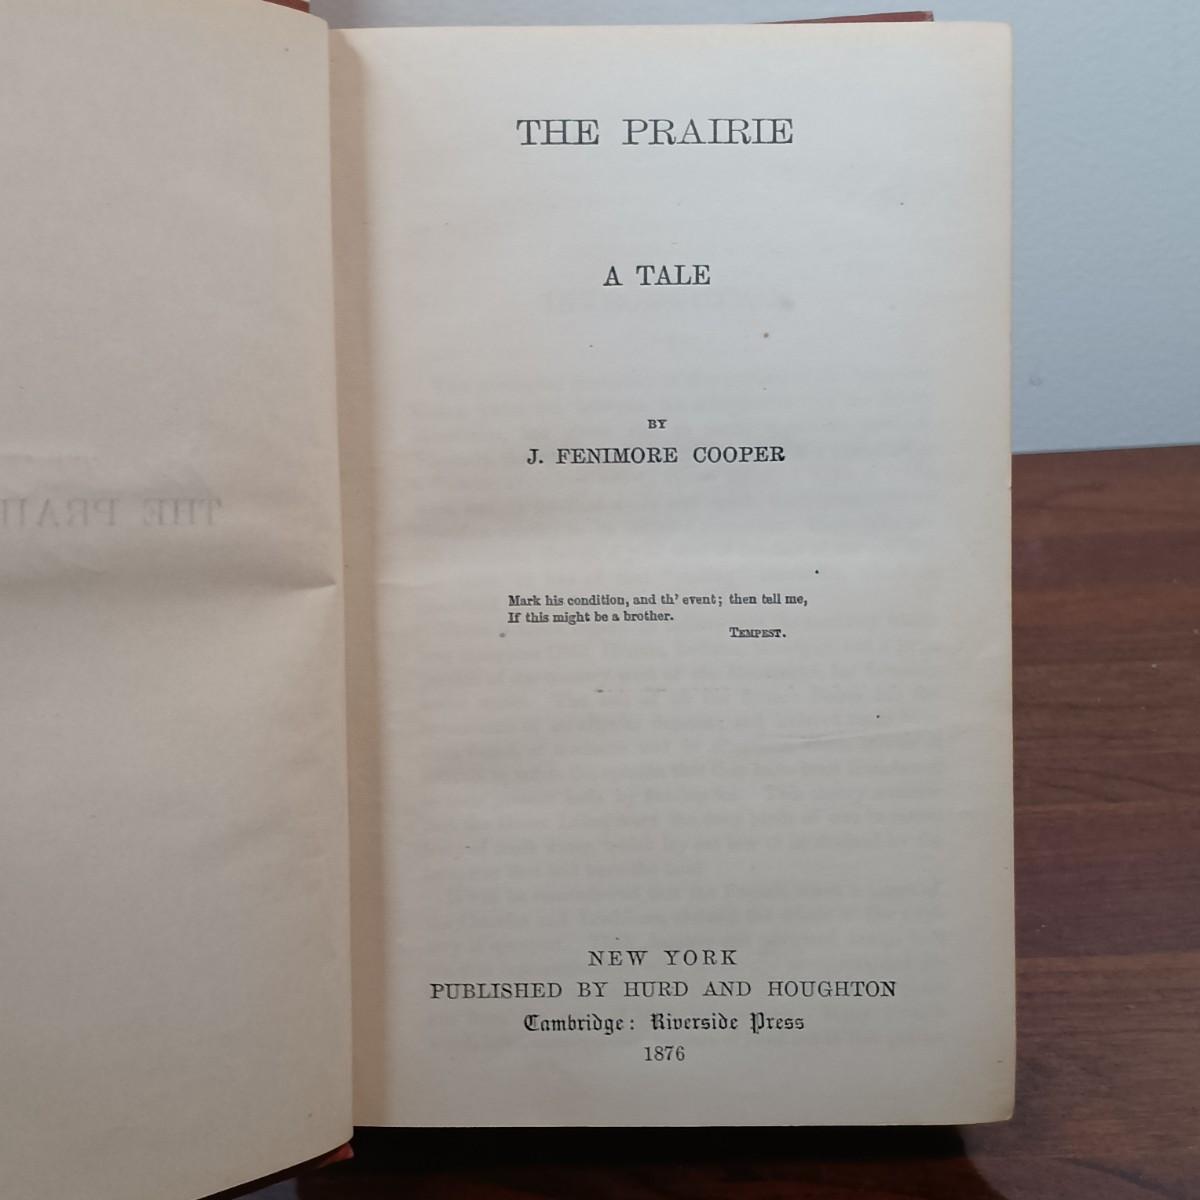 THE PRAIRIE
A TALE
BY
J. FENIMORE COOPER
Mark his condition, and th' event; then tell me,
If this might be a brother.
TEMPEST.
NEW YORK
PUBLISHED BY HURD AND HOUGHTON
Cambridge: Riverside Press
1876